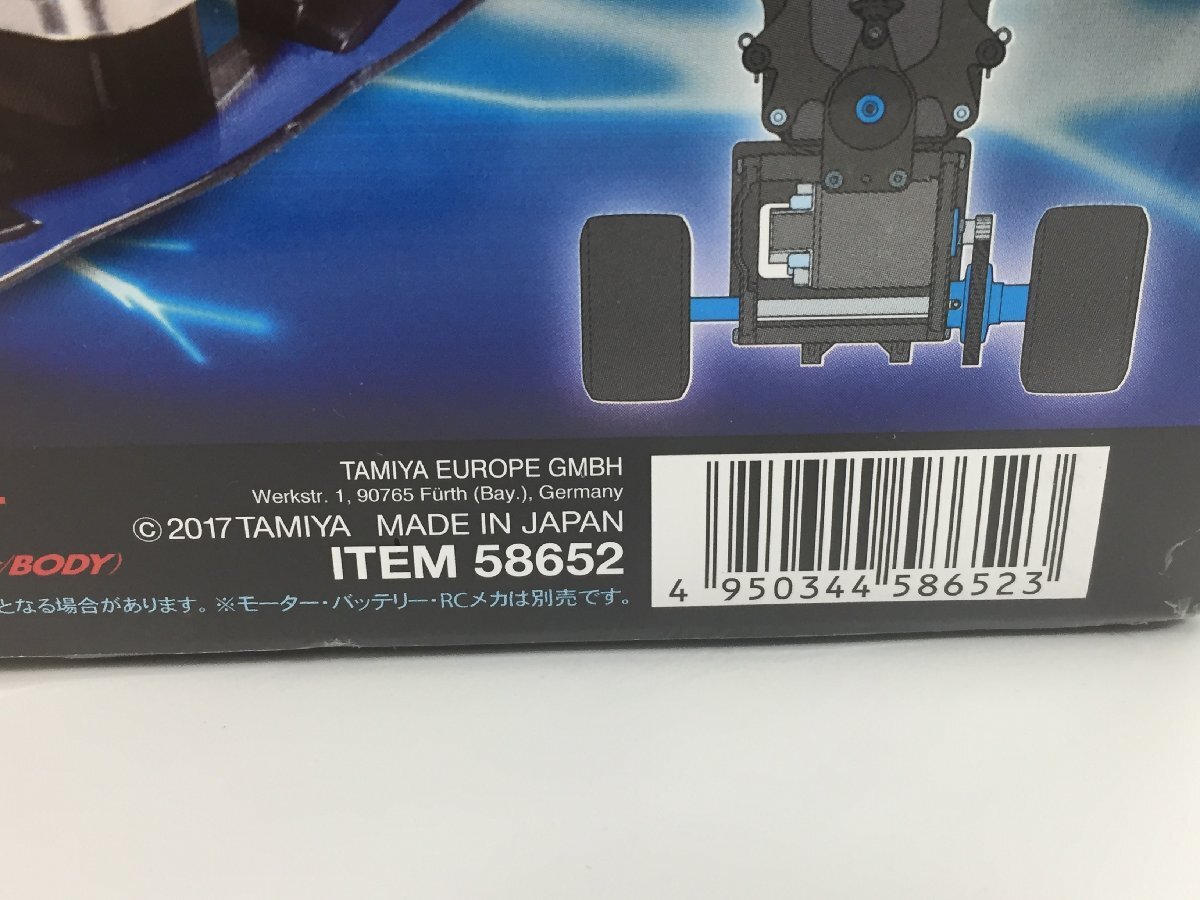 TAMIYA EUROPE GMBH
Werkstr. 1, 90765 Fürth (Bay.), Germany
© 2017 TAMIYA MADE IN JAPAN
/BODY)
ITEM 58652
となる場合があります。※モーター・バッテリー・RCメカは別売です。
4 950344 586523